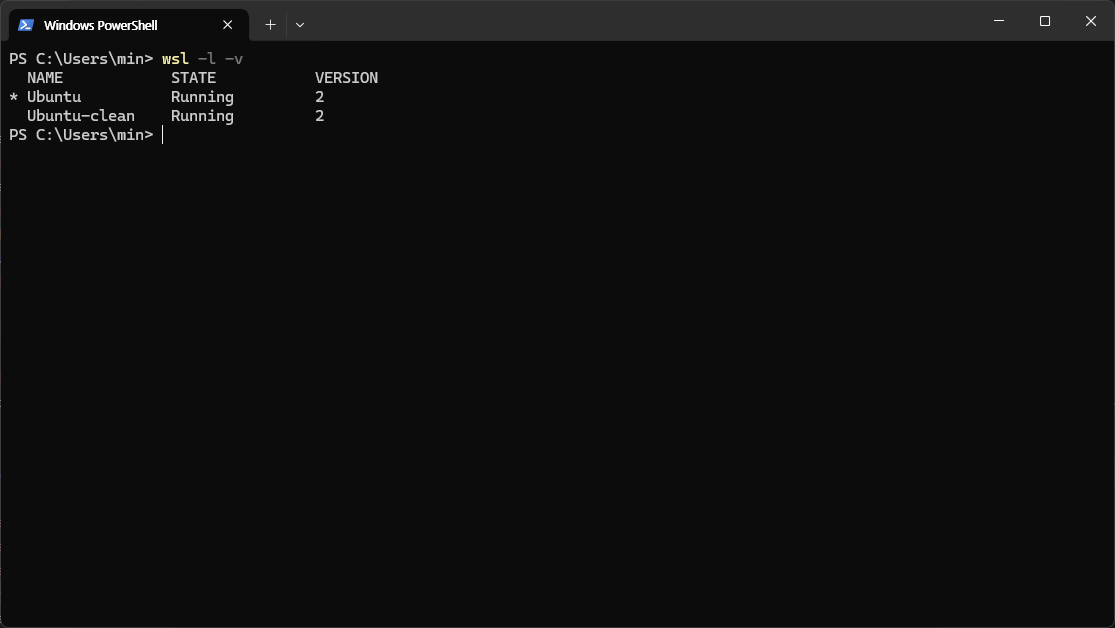 Windows PowerShell
PS C:\Users\min> wsl -l -v
  NAME            STATE           VERSION
* Ubuntu          Running         2
  Ubuntu-clean    Running         2
PS C:\Users\min>